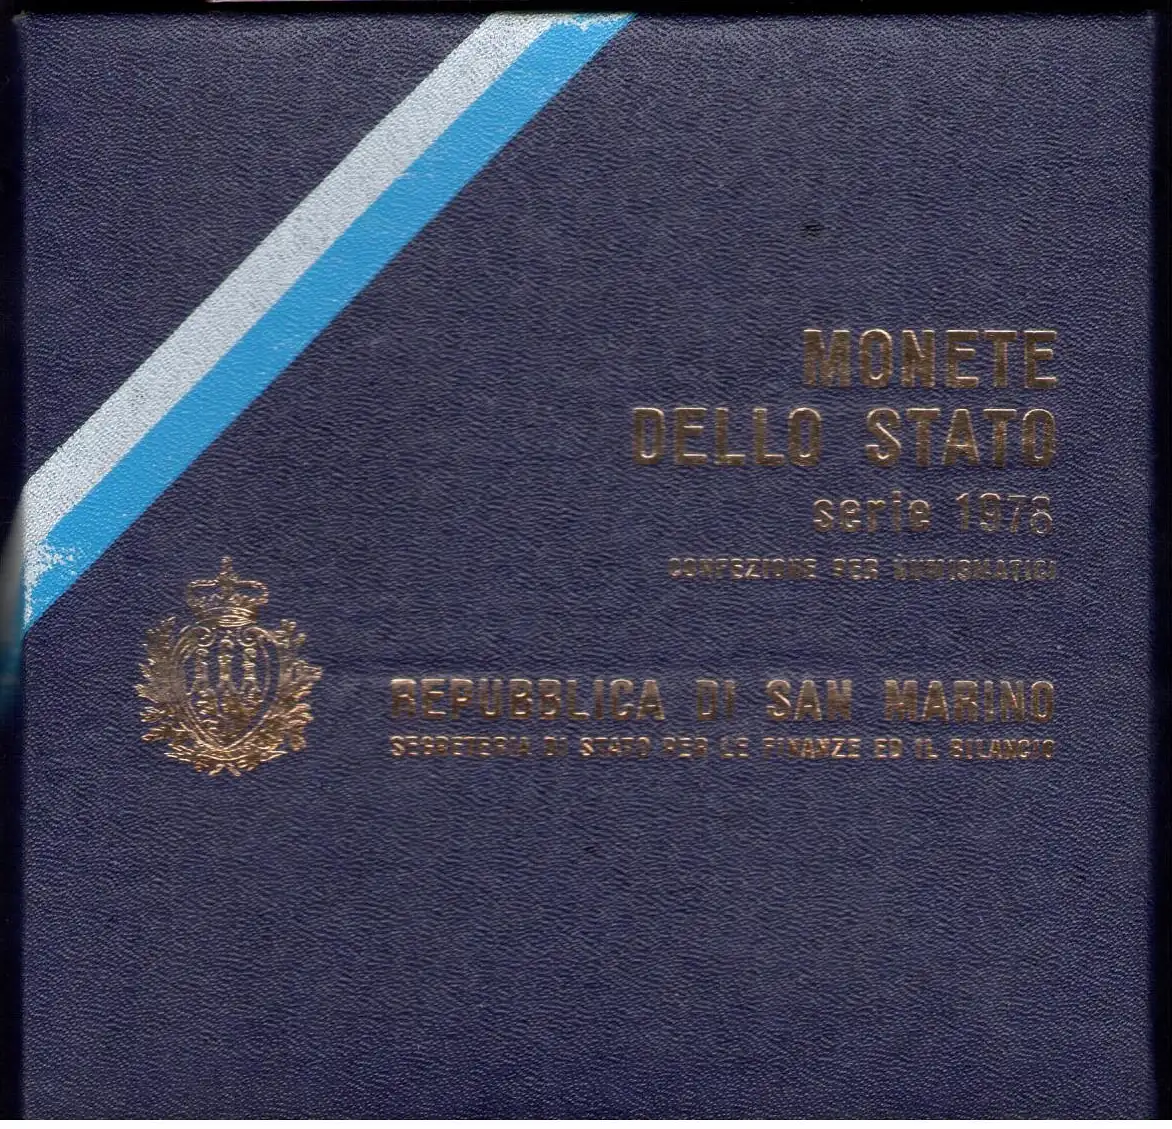 MONETE
DELLO STATO
serie 1978
CONFEZIONE PER NUMISMATICI
REPUBBLICA DI SAN MARINO
SEGRETERIA DI STATO PER LE FINANZE ED IL BILANCIO